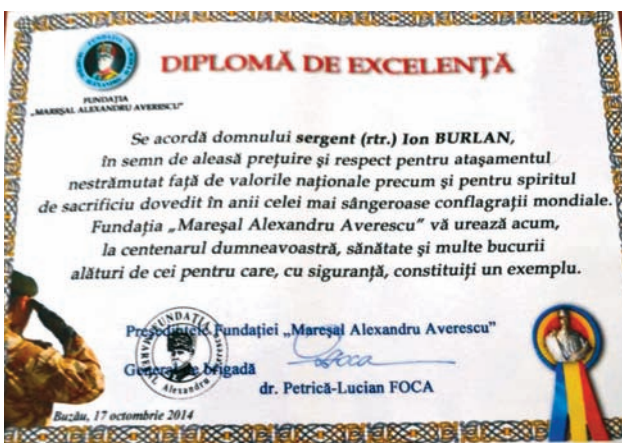 DIPLOMĂ DE EXCELENŢĂ
FUNDAŢIA
„MAREŞAL ALEXANDRU AVERESCU”
Se acordă domnului sergent (rtr.) Ion BURLAN,
în semn de aleasă preţuire şi respect pentru ataşamentul
nestrămutat faţă de valorile naţionale precum şi pentru spiritul
de sacrificiu dovedit în anii celei mai sângeroase conflagraţii mondiale.
Fundaţia „Mareşal Alexandru Averescu” vă urează acum,
la centenarul dumneavoastră, sănătate şi multe bucurii
alături de cei pentru care, cu siguranţă, constituiţi un exemplu.
Preşedintele Fundaţiei „Mareşal Alexandru Averescu”
General de brigadă
dr. Petrică-Lucian FOCA
Buzău, 17 octombrie 2014